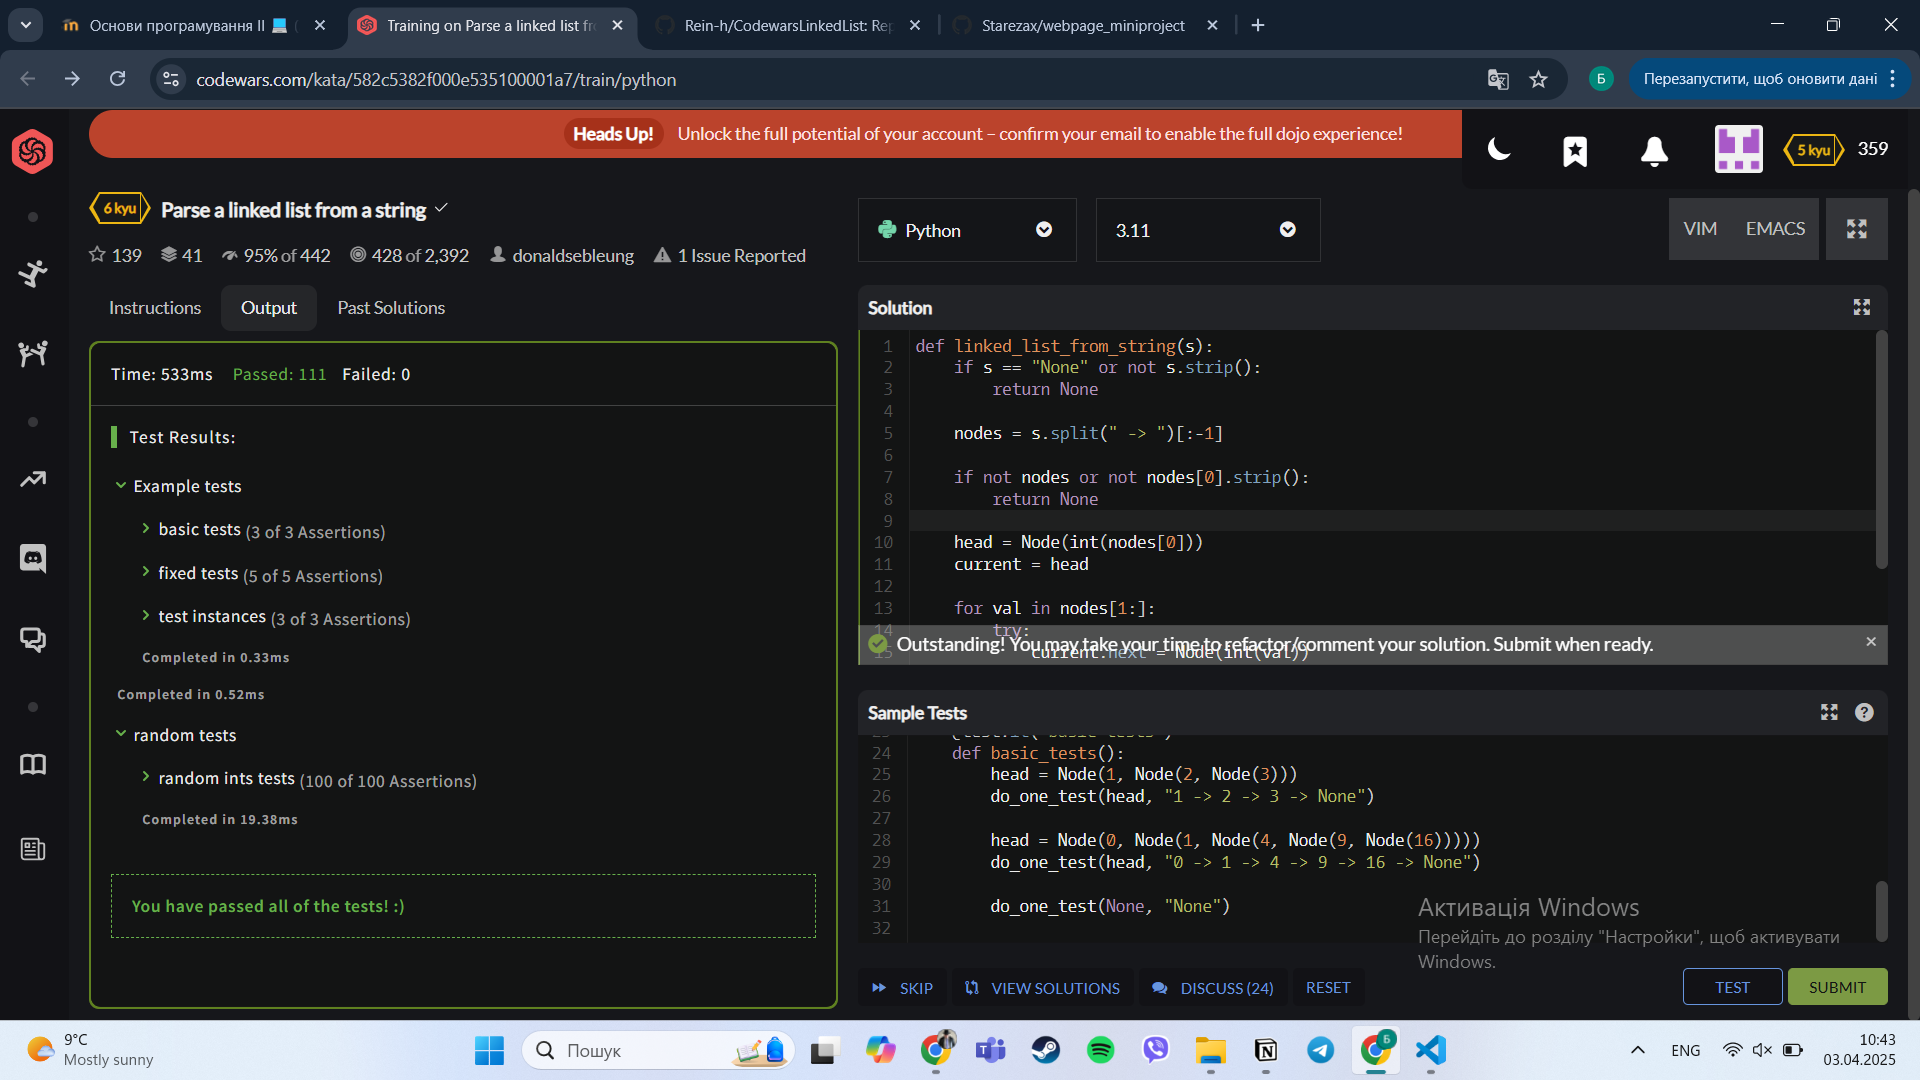 Основи програмування II 💻 (
Training on Parse a linked list fro
Rein-h/CodewarsLinkedList: Rep
Starezax/webpage_miniproject
codewars.com/kata/582c5382f000e535100001a7/train/python
Б
Перезапустити, щоб оновити дані
Heads Up! Unlock the full potential of your account – confirm your email to enable the full dojo experience!
5 kyu 359
6 kyu Parse a linked list from a string
139 41 95% of 442 428 of 2,392 donaldsebleung 1 Issue Reported
Python
3.11
VIM EMACS
Instructions Output Past Solutions
Time: 533ms Passed: 111 Failed: 0
Test Results:
Example tests
basic tests (3 of 3 Assertions)
fixed tests (5 of 5 Assertions)
test instances (3 of 3 Assertions)
Completed in 0.33ms
Completed in 0.52ms
random tests
random ints tests (100 of 100 Assertions)
Completed in 19.38ms
You have passed all of the tests! :)
Solution
1 def linked_list_from_string(s):
2 if s == "None" or not s.strip():
3 return None
4
5 nodes = s.split(" -> ")[:-1]
6
7 if not nodes or not nodes[0].strip():
8 return None
9
10 head = Node(int(nodes[0]))
11 current = head
12
13 for val in nodes[1:]:
14 try:
15 current.next = Node(int(val))
Outstanding! You may take your time to refactor/comment your solution. Submit when ready.
Sample Tests
24 def basic_tests():
25 head = Node(1, Node(2, Node(3)))
26 do_one_test(head, "1 -> 2 -> 3 -> None")
27
28 head = Node(0, Node(1, Node(4, Node(9, Node(16)))))
29 do_one_test(head, "0 -> 1 -> 4 -> 9 -> 16 -> None")
30
31 do_one_test(None, "None")
32
Активація Windows
Перейдіть до розділу "Настройки", щоб активувати
Windows.
SKIP VIEW SOLUTIONS DISCUSS (24) RESET
TEST SUBMIT
9°C
Mostly sunny
Пошук
Б
ENG
10:43
03.04.2025